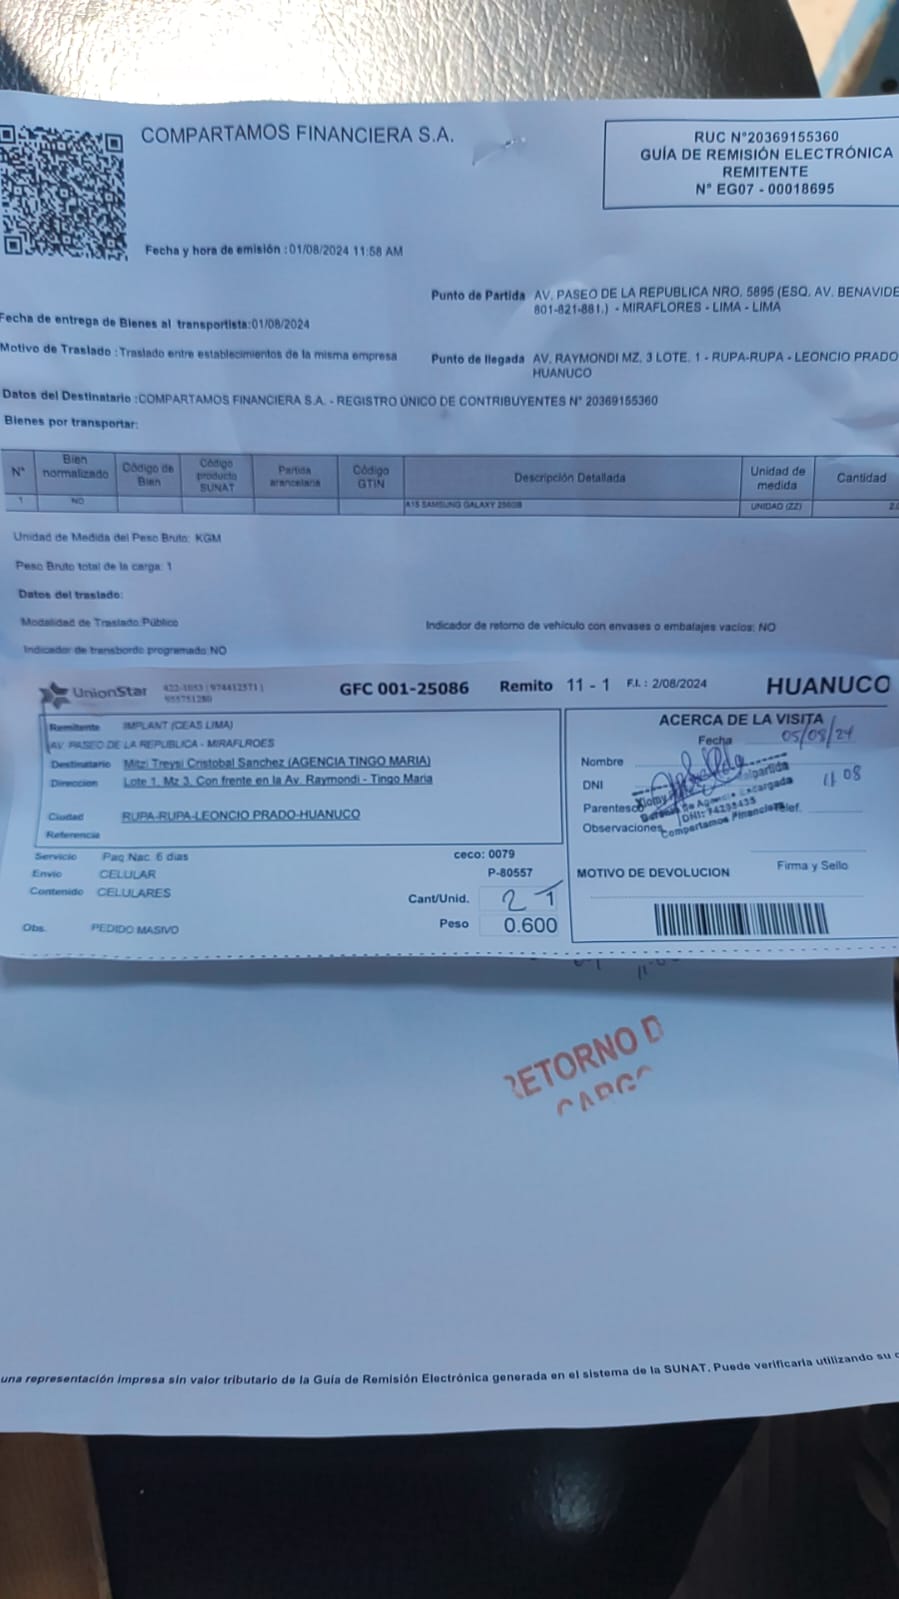 COMPARTAMOS FINANCIERA S.A.
RUC N°20369155360
GUÍA DE REMISIÓN ELECTRÓNICA
REMITENTE
N° EG07 - 00018695
Fecha y hora de emisión :01/08/2024 11:58 AM
Punto de Partida AV. PASEO DE LA REPUBLICA NRO. 5895 (ESQ. AV. BENAVIDE
801-821-881.) - MIRAFLORES - LIMA - LIMA
Fecha de entrega de Bienes al transportista:01/08/2024
Motivo de Traslado :Traslado entre establecimientos de la misma empresa
Punto de llegada AV. RAYMONDI MZ. 3 LOTE. 1 - RUPA-RUPA - LEONCIO PRADO
HUANUCO
Datos del Destinatario :COMPARTAMOS FINANCIERA S.A. - REGISTRO ÚNICO DE CONTRIBUYENTES N° 20369155360
Bienes por transportar:
N° Bien normalizado Código de Bien Código producto SUNAT Partida arancelaria Código GTIN Descripción Detallada Unidad de medida Cantidad
1 NO A15 SAMSUNG GALAXY 256GB UNIDAD (ZZ) 2.
Unidad de Medida del Peso Bruto: KGM
Peso Bruto total de la carga: 1
Datos del traslado:
Modalidad de Traslado:Público
Indicador de retorno de vehículo con envases o embalajes vacíos: NO
Indicador de transbordo programado:NO
UnionStar 422-1053 | 974412571 |
955751280
GFC 001-25086 Remito 11 - 1 F.I. : 2/08/2024 HUANUCO
Remitente IMPLANT (CEAS LIMA)
AV. PASEO DE LA REPUBLICA - MIRAFLROES
Destinatario Mitzi Treysi Cristobal Sanchez (AGENCIA TINGO MARIA)
Direccion Lote 1. Mz 3. Con frente en la Av. Raymondi - Tingo Maria
Ciudad RUPA-RUPA-LEONCIO PRADO-HUANUCO
Referencia
ACERCA DE LA VISITA
Fecha 05/08/24
Nombre
DNI 11 08
Parentesco
Observaciones
Xiomy
Agencia Encargada
DNI: 74235435
Compartamos Financiera
Telef.
Firma y Sello
Servicio Paq Nac. 6 dias ceco: 0079
Envio CELULAR P-80557
Contenido CELULARES
Cant/Unid. 2 1
Peso 0.600
Obs. PEDIDO MASIVO
MOTIVO DE DEVOLUCION
RETORNO D
CARGO
una representación impresa sin valor tributario de la Guía de Remisión Electrónica generada en el sistema de la SUNAT. Puede verificarla utilizando su